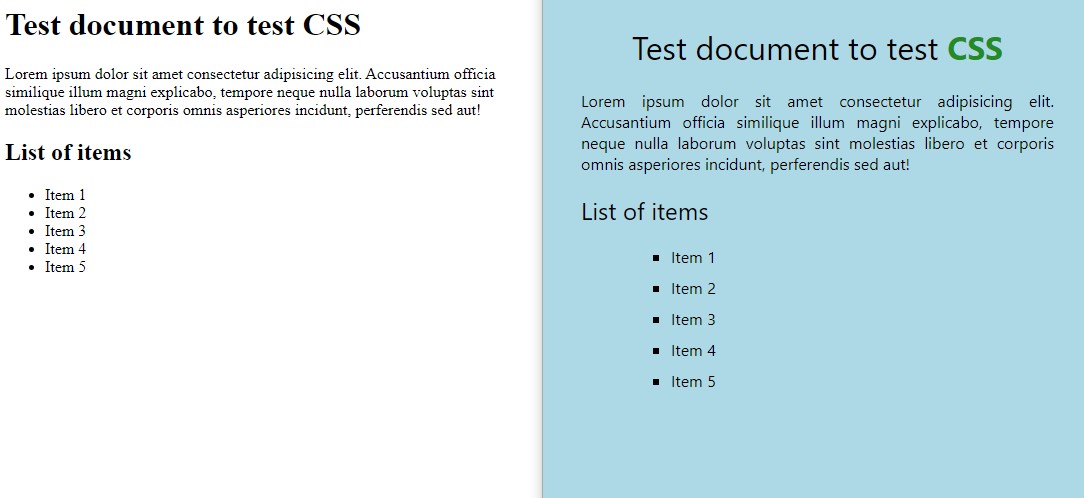 Test document to test CSS
Lorem ipsum dolor sit amet consectetur adipisicing elit. Accusantium officia
similique illum magni explicabo, tempore neque nulla laborum voluptas sint
molestias libero et corporis omnis asperiores incidunt, perferendis sed aut!
List of items
Item 1
Item 2
Item 3
Item 4
Item 5
Test document to test CSS
Lorem ipsum dolor sit amet consectetur adipisicing elit.
Accusantium officia similique illum magni explicabo, tempore
neque nulla laborum voluptas sint molestias libero et corporis
omnis asperiores incidunt, perferendis sed aut!
List of items
Item 1
Item 2
Item 3
Item 4
Item 5